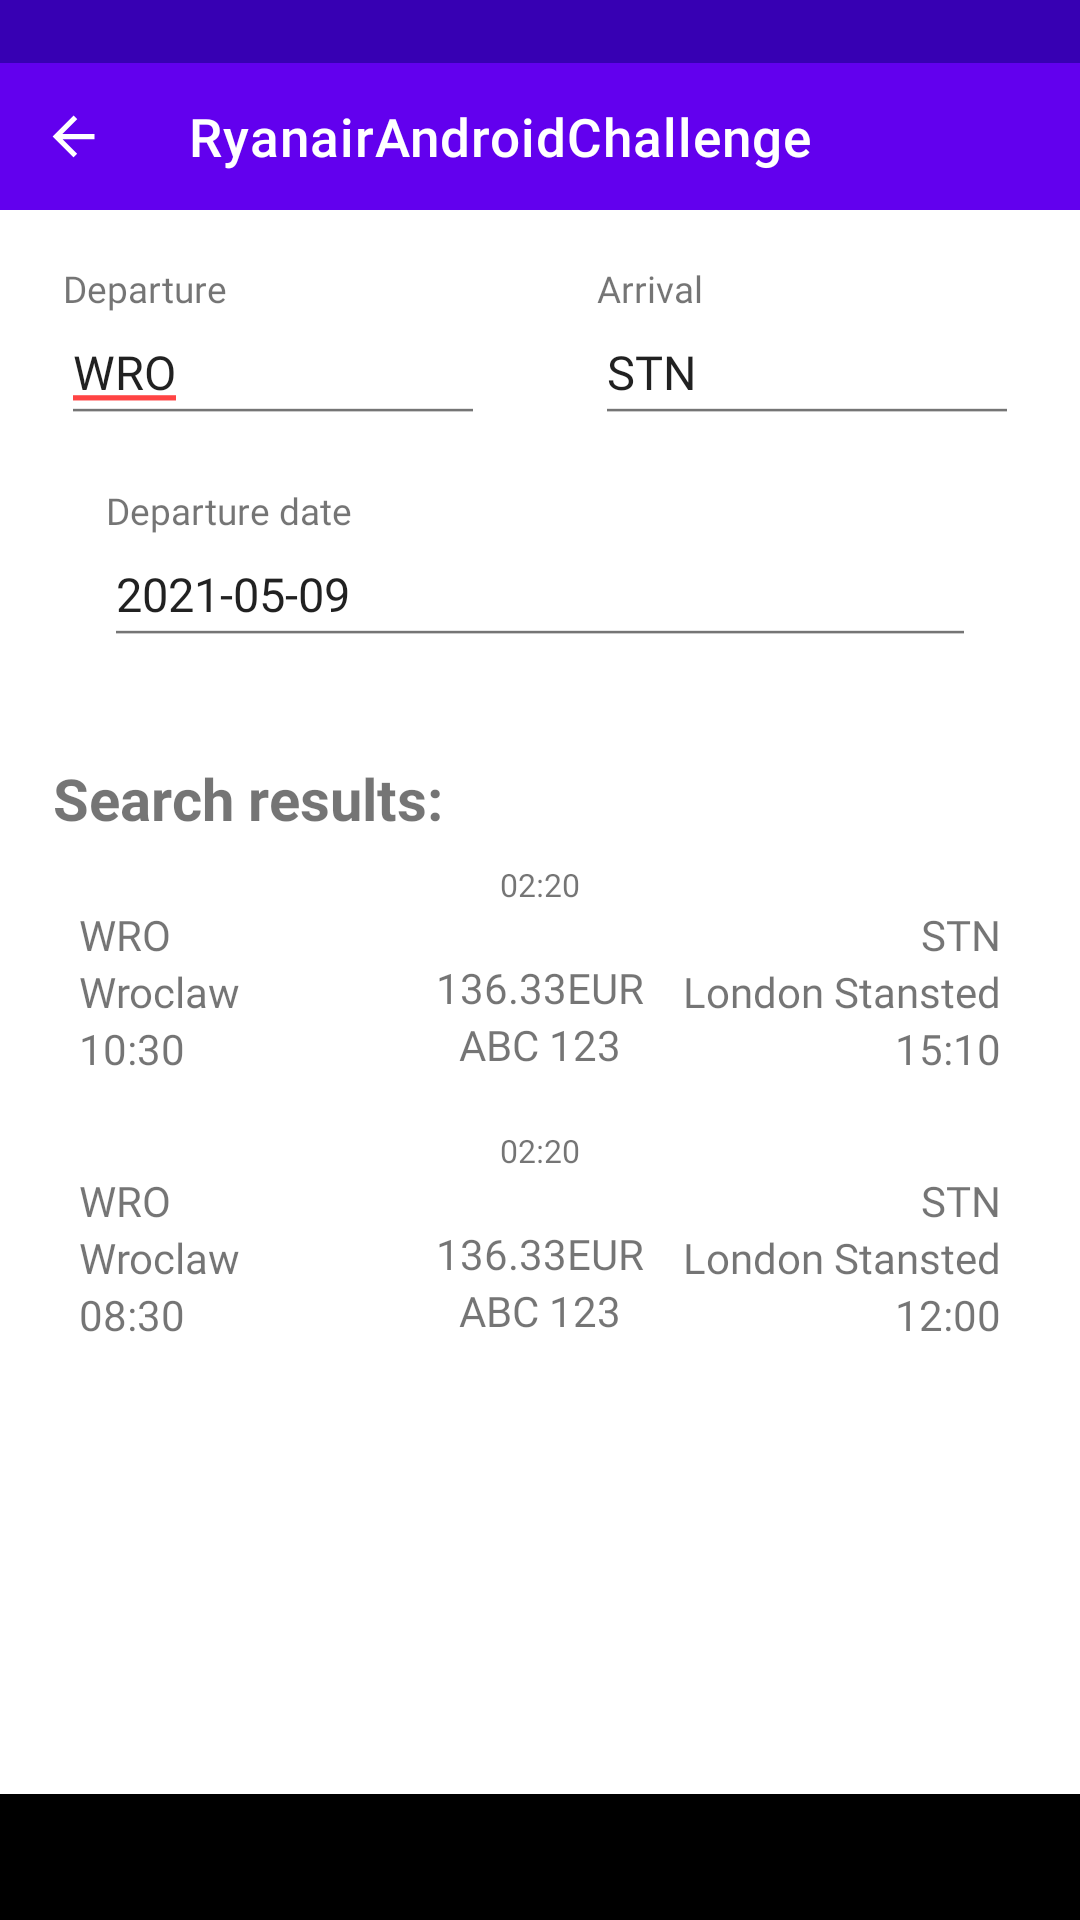 RyanairAndroidChallenge
Departure Arrival
WRO STN
Departure date
2021-05-09
Search results:
02:20
WRO STN
Wroclaw 136.33EUR London Stansted
10:30 ABC 123 15:10
02:20
WRO STN
Wroclaw 136.33EUR London Stansted
08:30 ABC 123 12:00